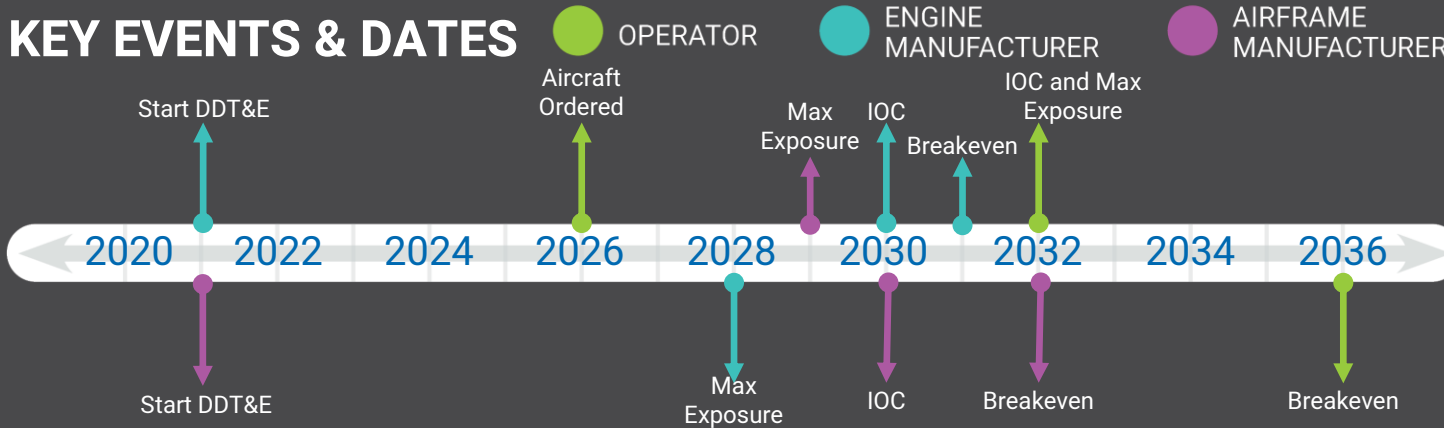 KEY EVENTS & DATES
OPERATOR
ENGINE
MANUFACTURER
AIRFRAME
MANUFACTURER
Start DDT&E
Aircraft
Ordered
Max
Exposure
IOC
Breakeven
IOC and Max
Exposure
2020 2022 2024 2026 2028 2030 2032 2034 2036
Start DDT&E
Max
Exposure
IOC
Breakeven
Breakeven